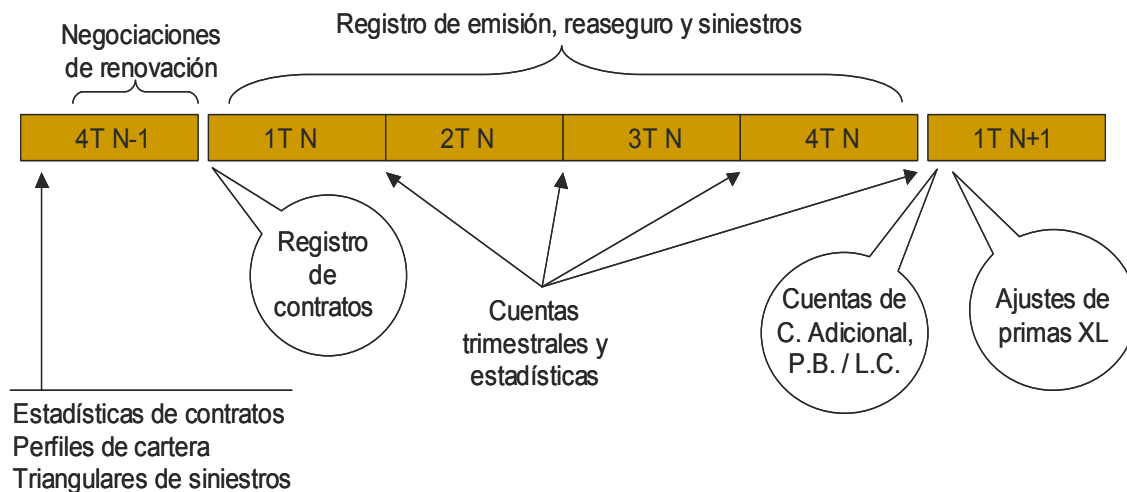 Negociaciones
de renovación
Registro de emisión, reaseguro y siniestros
4T N-1
1T N
2T N
3T N
4T N
1T N+1
Registro
de
contratos
Cuentas
trimestrales y
estadísticas
Cuentas de
C. Adicional,
P.B. / L.C.
Ajustes de
primas XL
Estadísticas de contratos
Perfiles de cartera
Triangulares de siniestros